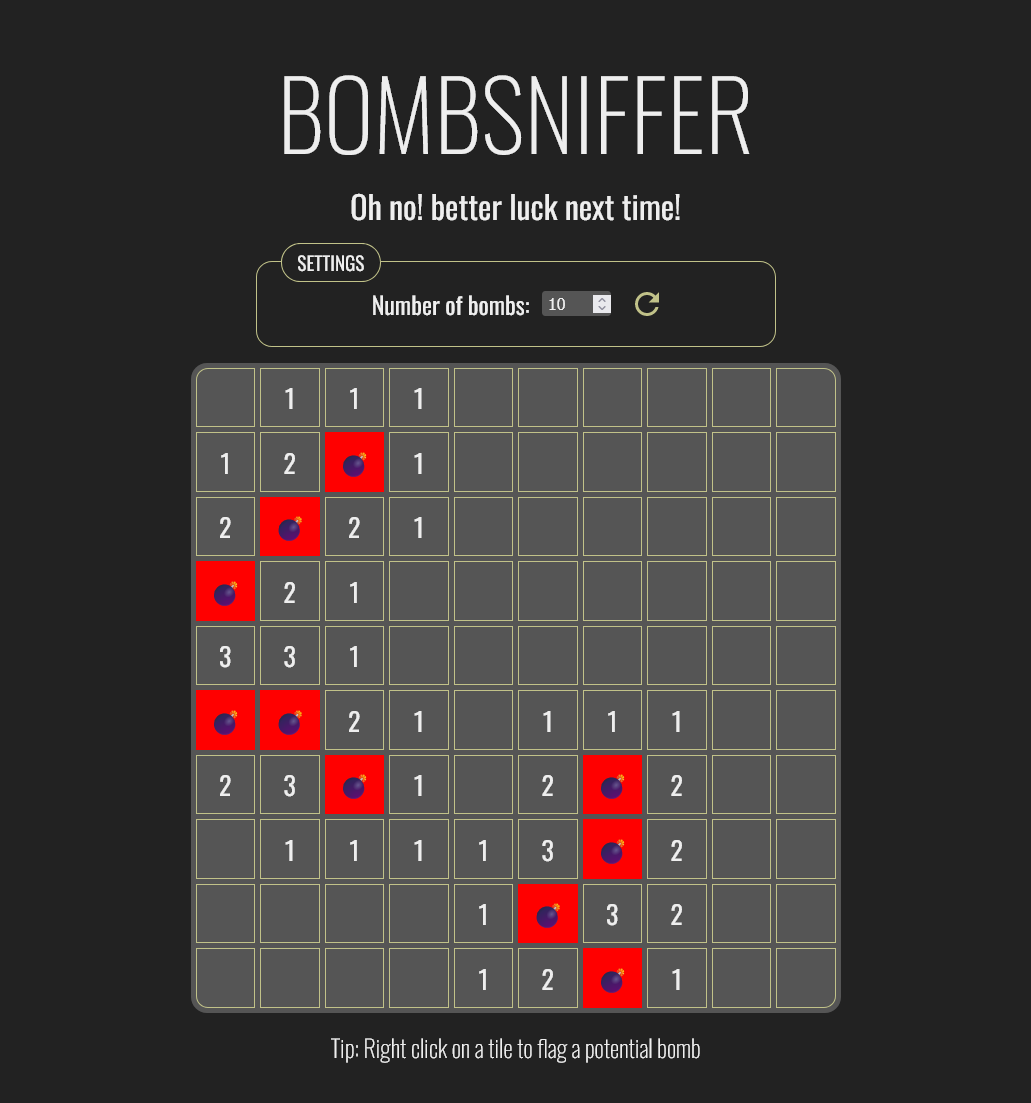 BOMBSNIFFER
Oh no! better luck next time!
SETTINGS
Number of bombs: 10
1 1 1
1 2 1
2 2 1
2 1
3 3 1
2 1 1 1 1
2 3 1 2 2
1 1 1 1 3 2
1 3 2
1 2 1
Tip: Right click on a tile to flag a potential bomb